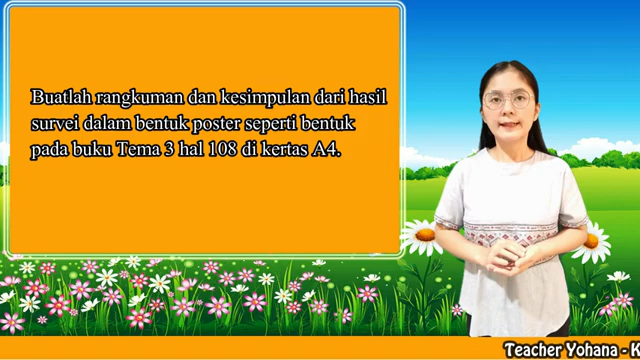 Buatlah rangkuman dan kesimpulan dari hasil
survei dalam bentuk poster seperti bentuk
pada buku Tema 3 hal 108 di kertas A4.
Teacher Yohana - K